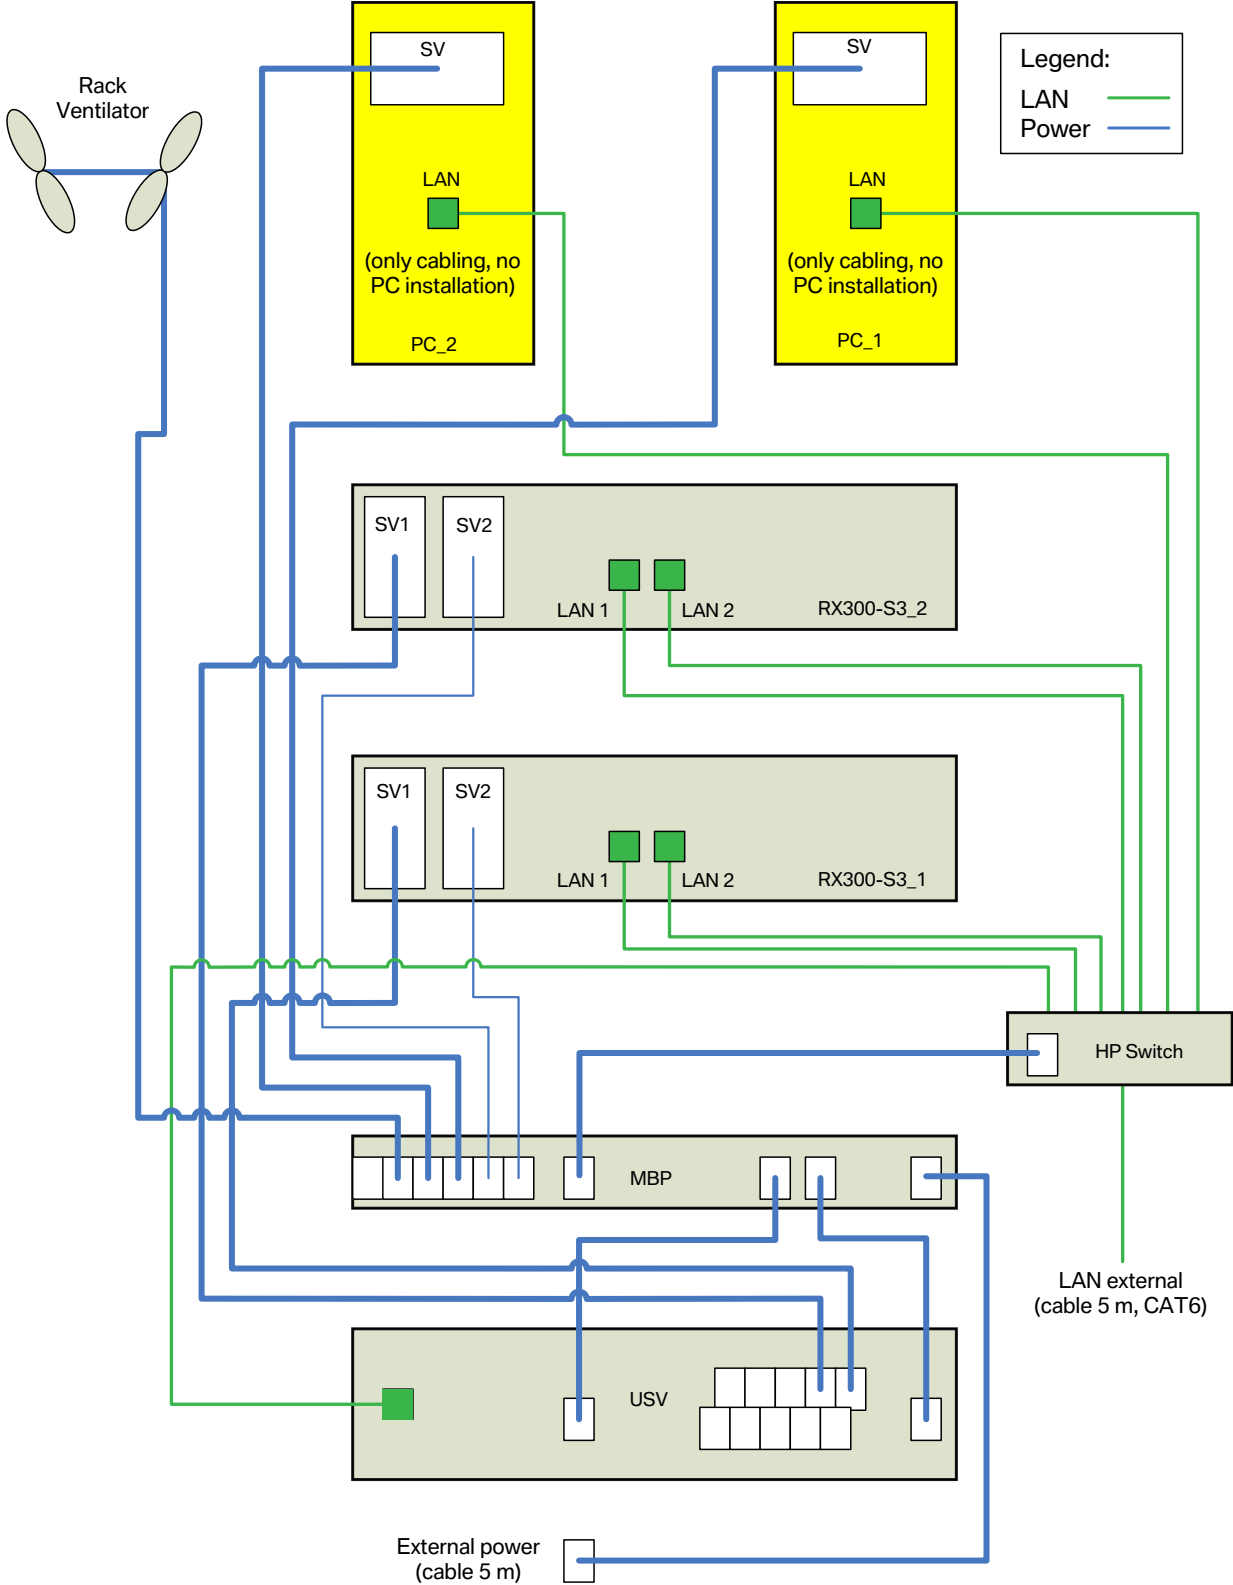 SV
SV
Legend:
LAN
Power
Rack
Ventilator
LAN
LAN
(only cabling, no
PC installation)
(only cabling, no
PC installation)
PC_2
PC_1
SV1
SV2
LAN 1
LAN 2
RX300-S3_2
SV1
SV2
LAN 1
LAN 2
RX300-S3_1
HP Switch
MBP
LAN external
(cable 5 m, CAT6)
USV
External power
(cable 5 m)